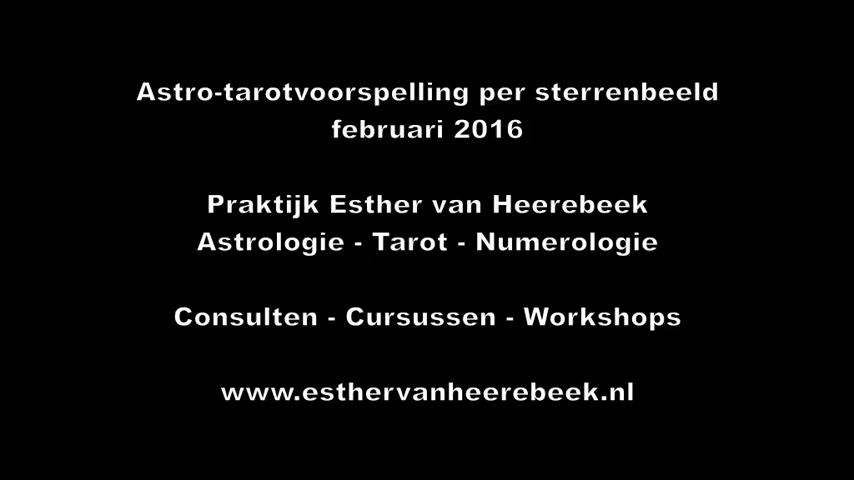 Astro-tarotvoorspelling per sterrenbeeld
februari 2016
Praktijk Esther van Heerebeek
Astrologie - Tarot - Numerologie
Consulten - Cursussen - Workshops
www.esthervanheerebeek.nl